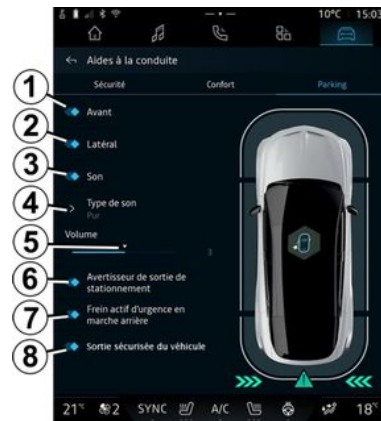 10°C 15:03
Aides à la conduite
Sécurité Confort Parking
1
Avant
2
Latéral
3
Son
4
Type de son
Pur
5
Volume
3
6
Avertisseur de sortie de
stationnement
7
Frein actif d'urgence en
marche arrière
8
Sortie sécurisée du véhicule
21°C 2 SYNC A/C 18°C